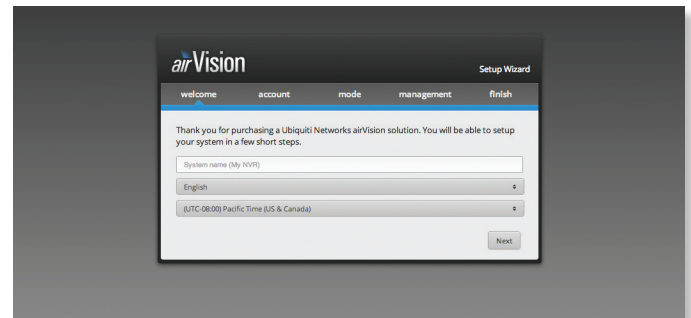 airVision
Setup Wizard
welcome account mode management finish
Thank you for purchasing a Ubiquiti Networks airVision solution. You will be able to setup
your system in a few short steps.
System name (My NVR)
English
(UTC-08:00) Pacific Time (US & Canada)
Next